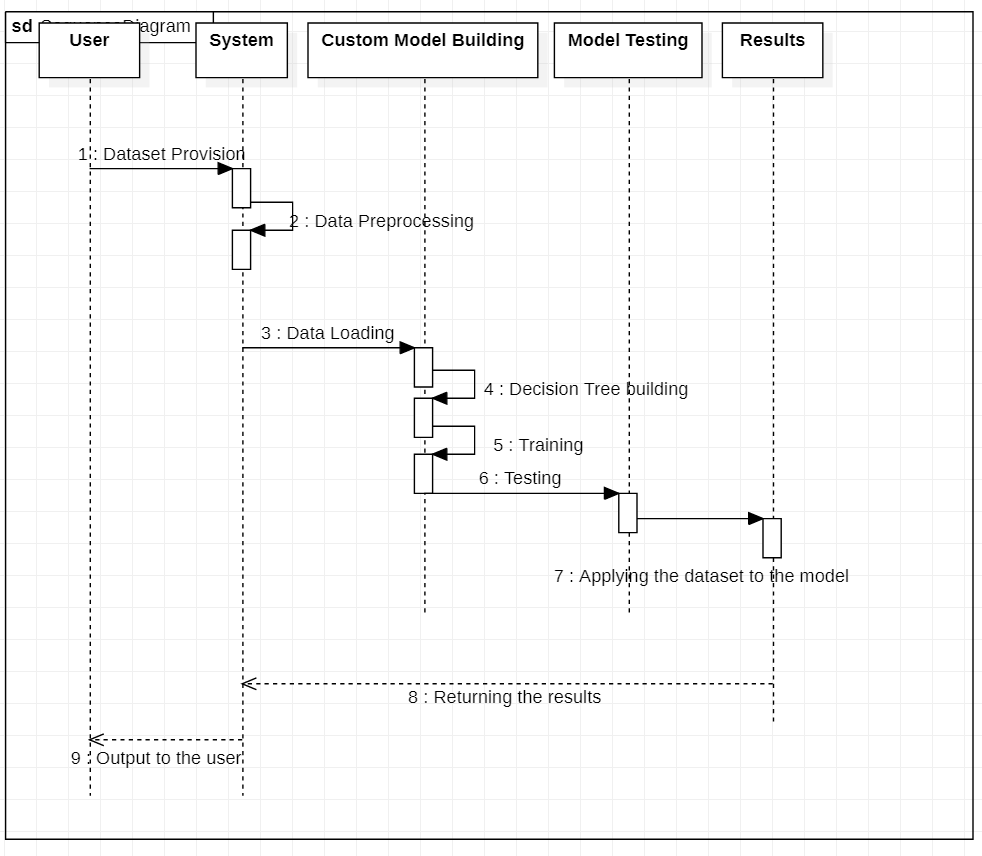 sd
User
System
Custom Model Building
Model Testing
Results
1 : Dataset Provision
2 : Data Preprocessing
3 : Data Loading
4 : Decision Tree building
5 : Training
6 : Testing
7 : Applying the dataset to the model
8 : Returning the results
9 : Output to the user